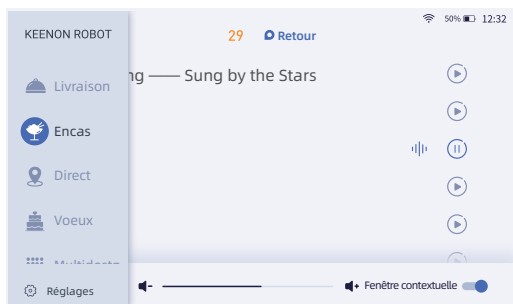 50% 12:32
KEENON ROBOT
29 Retour
Livraison
ng —— Sung by the Stars
Encas
Direct
Voeux
Réglages
Fenêtre contextuelle